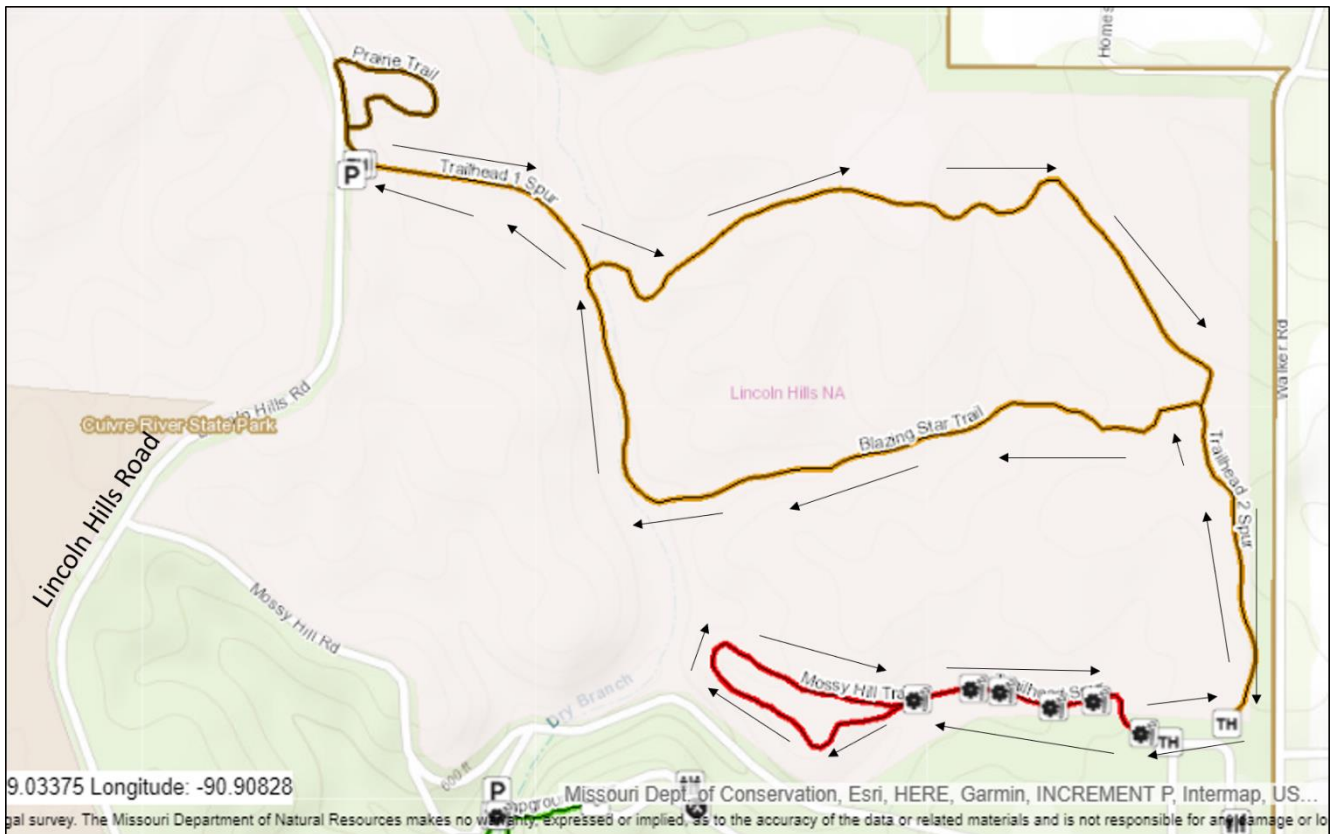 Prairie Trail
Homes
P
Trailhead 1 Spur
Walker Rd
Lincoln Hills NA
Lincoln Hills Rd
Cuivre River State Park
Blazing Star Trail
Lincoln Hills Road
Trailhead 2 Spur
Mossy Hill Rd
Mossy Hill
Dry Branch
TH
TH
600 ft
9.03375 Longitude: -90.90828
P
Missouri Dept. of Conservation, Esri, HERE, Garmin, INCREMENT P, Intermap, US...
gal survey. The Missouri Department of Natural Resources makes no warranty, expressed or implied, as to the accuracy of the data or related materials and is not responsible for any damage or lo